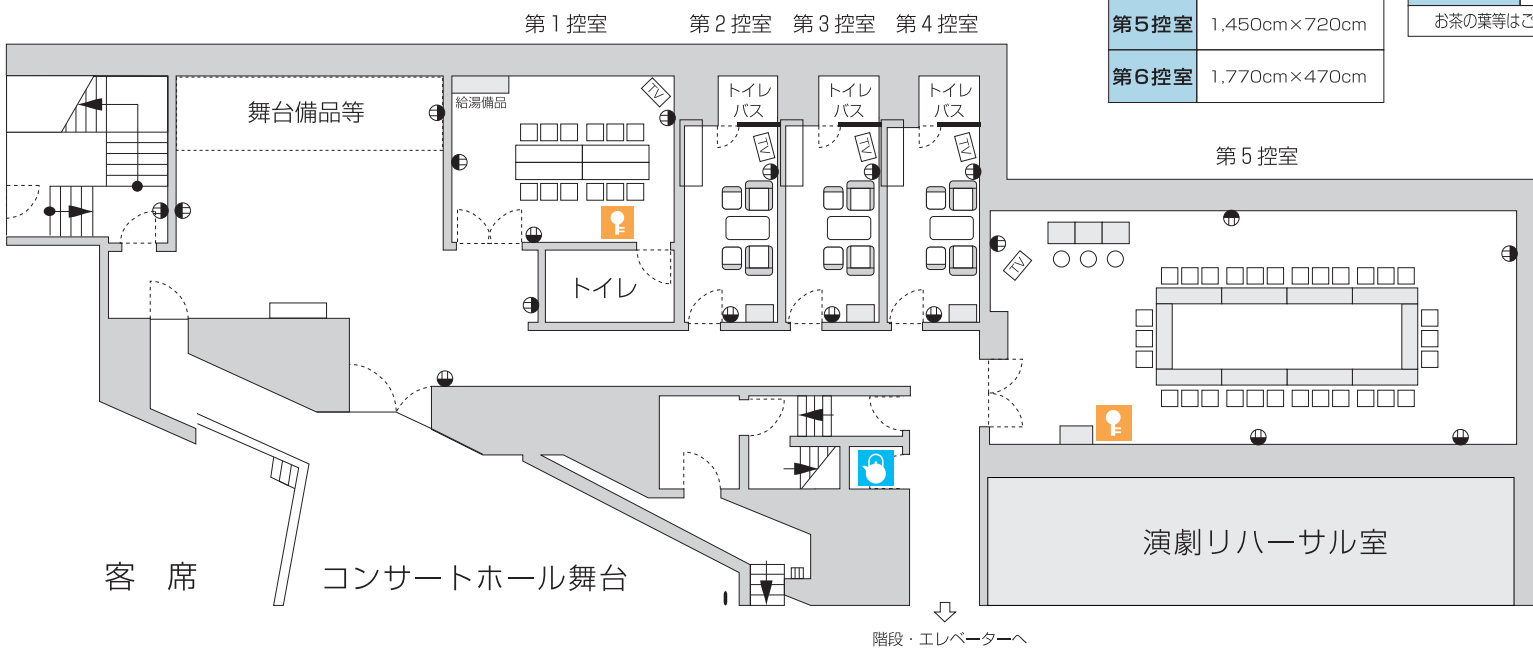 第1控室
第2控室
第3控室
第4控室
第5控室 1,450cm×720cm
第6控室 1,770cm×470cm
お茶の葉等はご
舞台備品等
給湯備品
TV
トイレ
バス
TV
トイレ
バス
TV
トイレ
バス
TV
第5控室
TV
トイレ
客席
コンサートホール舞台
演劇リハーサル室
階段・エレベーターへ